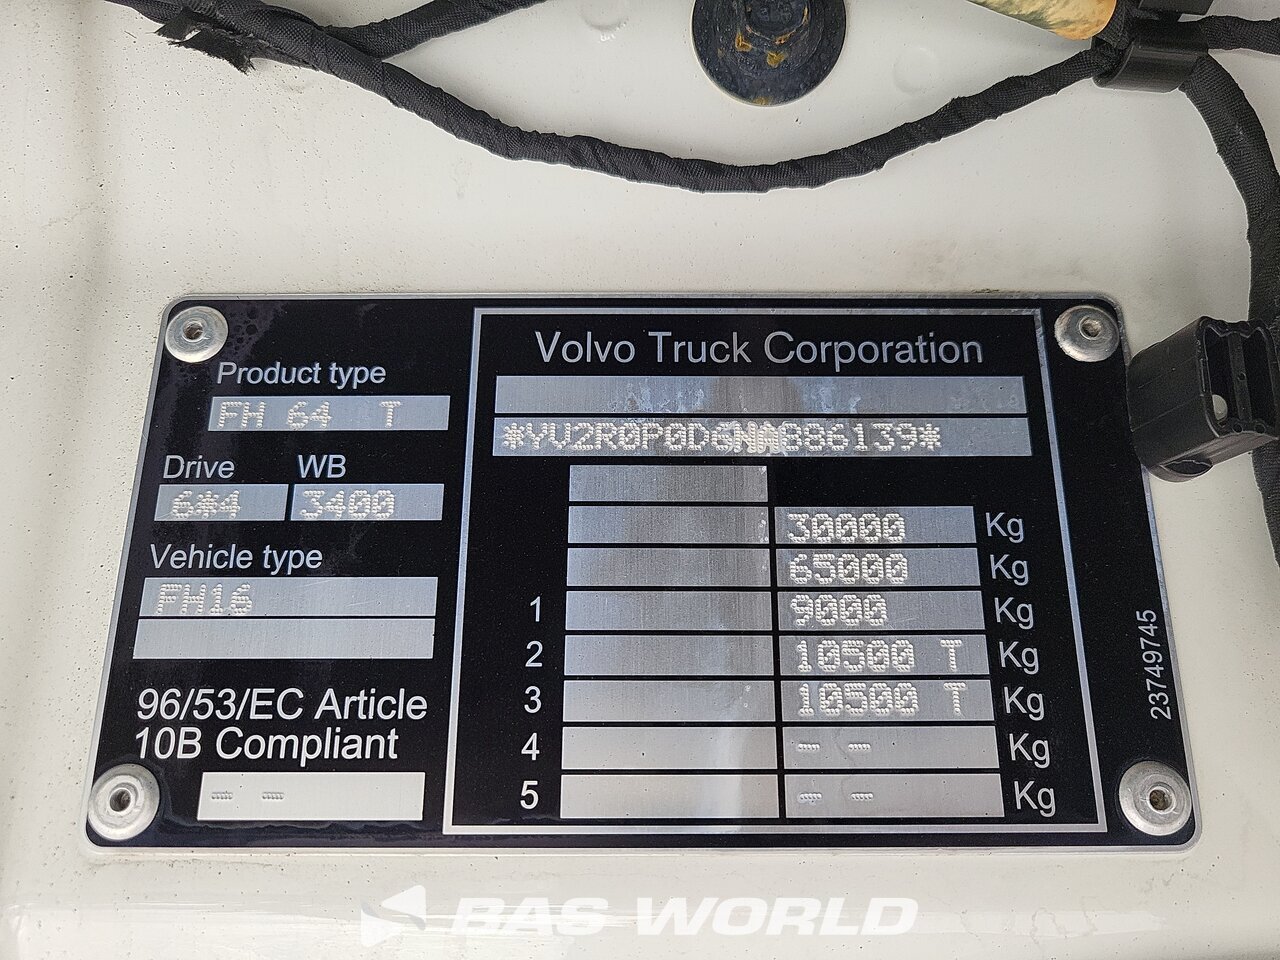 Volvo Truck Corporation
Product type
FH 64 T
*YV2R0P0D6NA886139*
Drive WB
6*4 3400
Vehicle type
FH16
96/53/EC Article
10B Compliant
-- --
30000 Kg
65000 Kg
1 9000 Kg
2 10500 T Kg
3 10500 T Kg
4 -- -- Kg
5 -- -- Kg
23749745
BAS WORLD